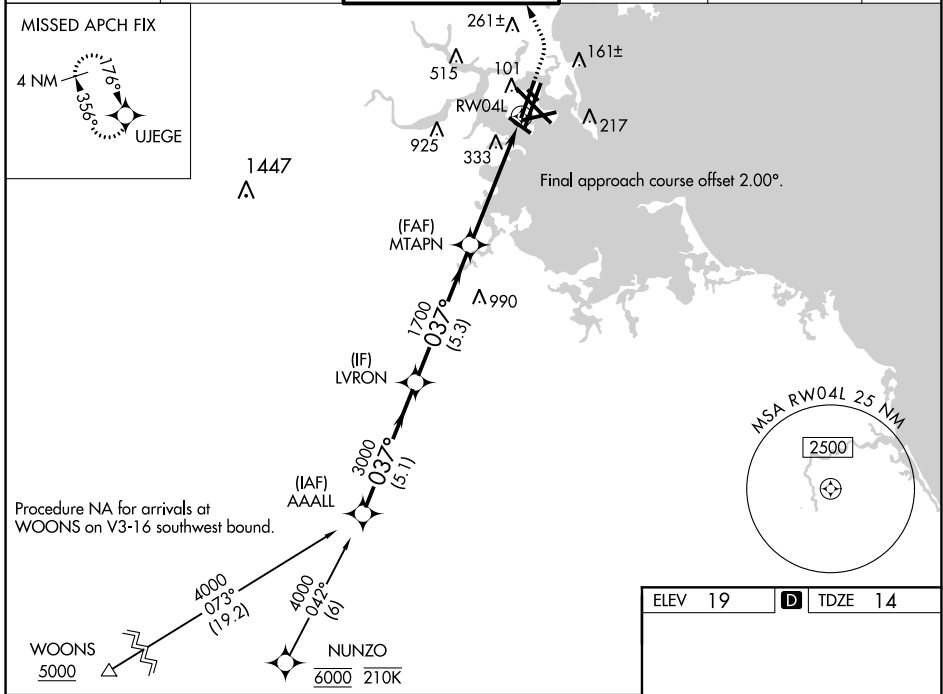 MISSED APCH FIX
4 NM
176°
356°
UJEGE
261±
515
161±
101
RW04L
925
217
333
1447
Final approach course offset 2.00°.
(FAF)
MTAPN
990
1700
037°
(5.3)
(IF)
LVRON
MSA RW04L 25 NM
2500
3000
037°
(5.1)
(IAF)
AAALL
Procedure NA for arrivals at
WOONS on V3-16 southwest bound.
4000
073°
(19.2)
4000
042°
(6)
WOONS
5000
NUNZO
6000 210K
ELEV 19 D TDZE 14